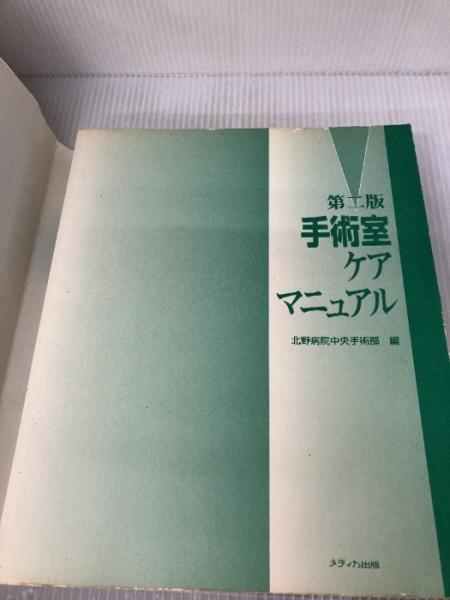 第二版
手術室
ケア
マニュアル
北野病院中央手術部 編
メディカ出版